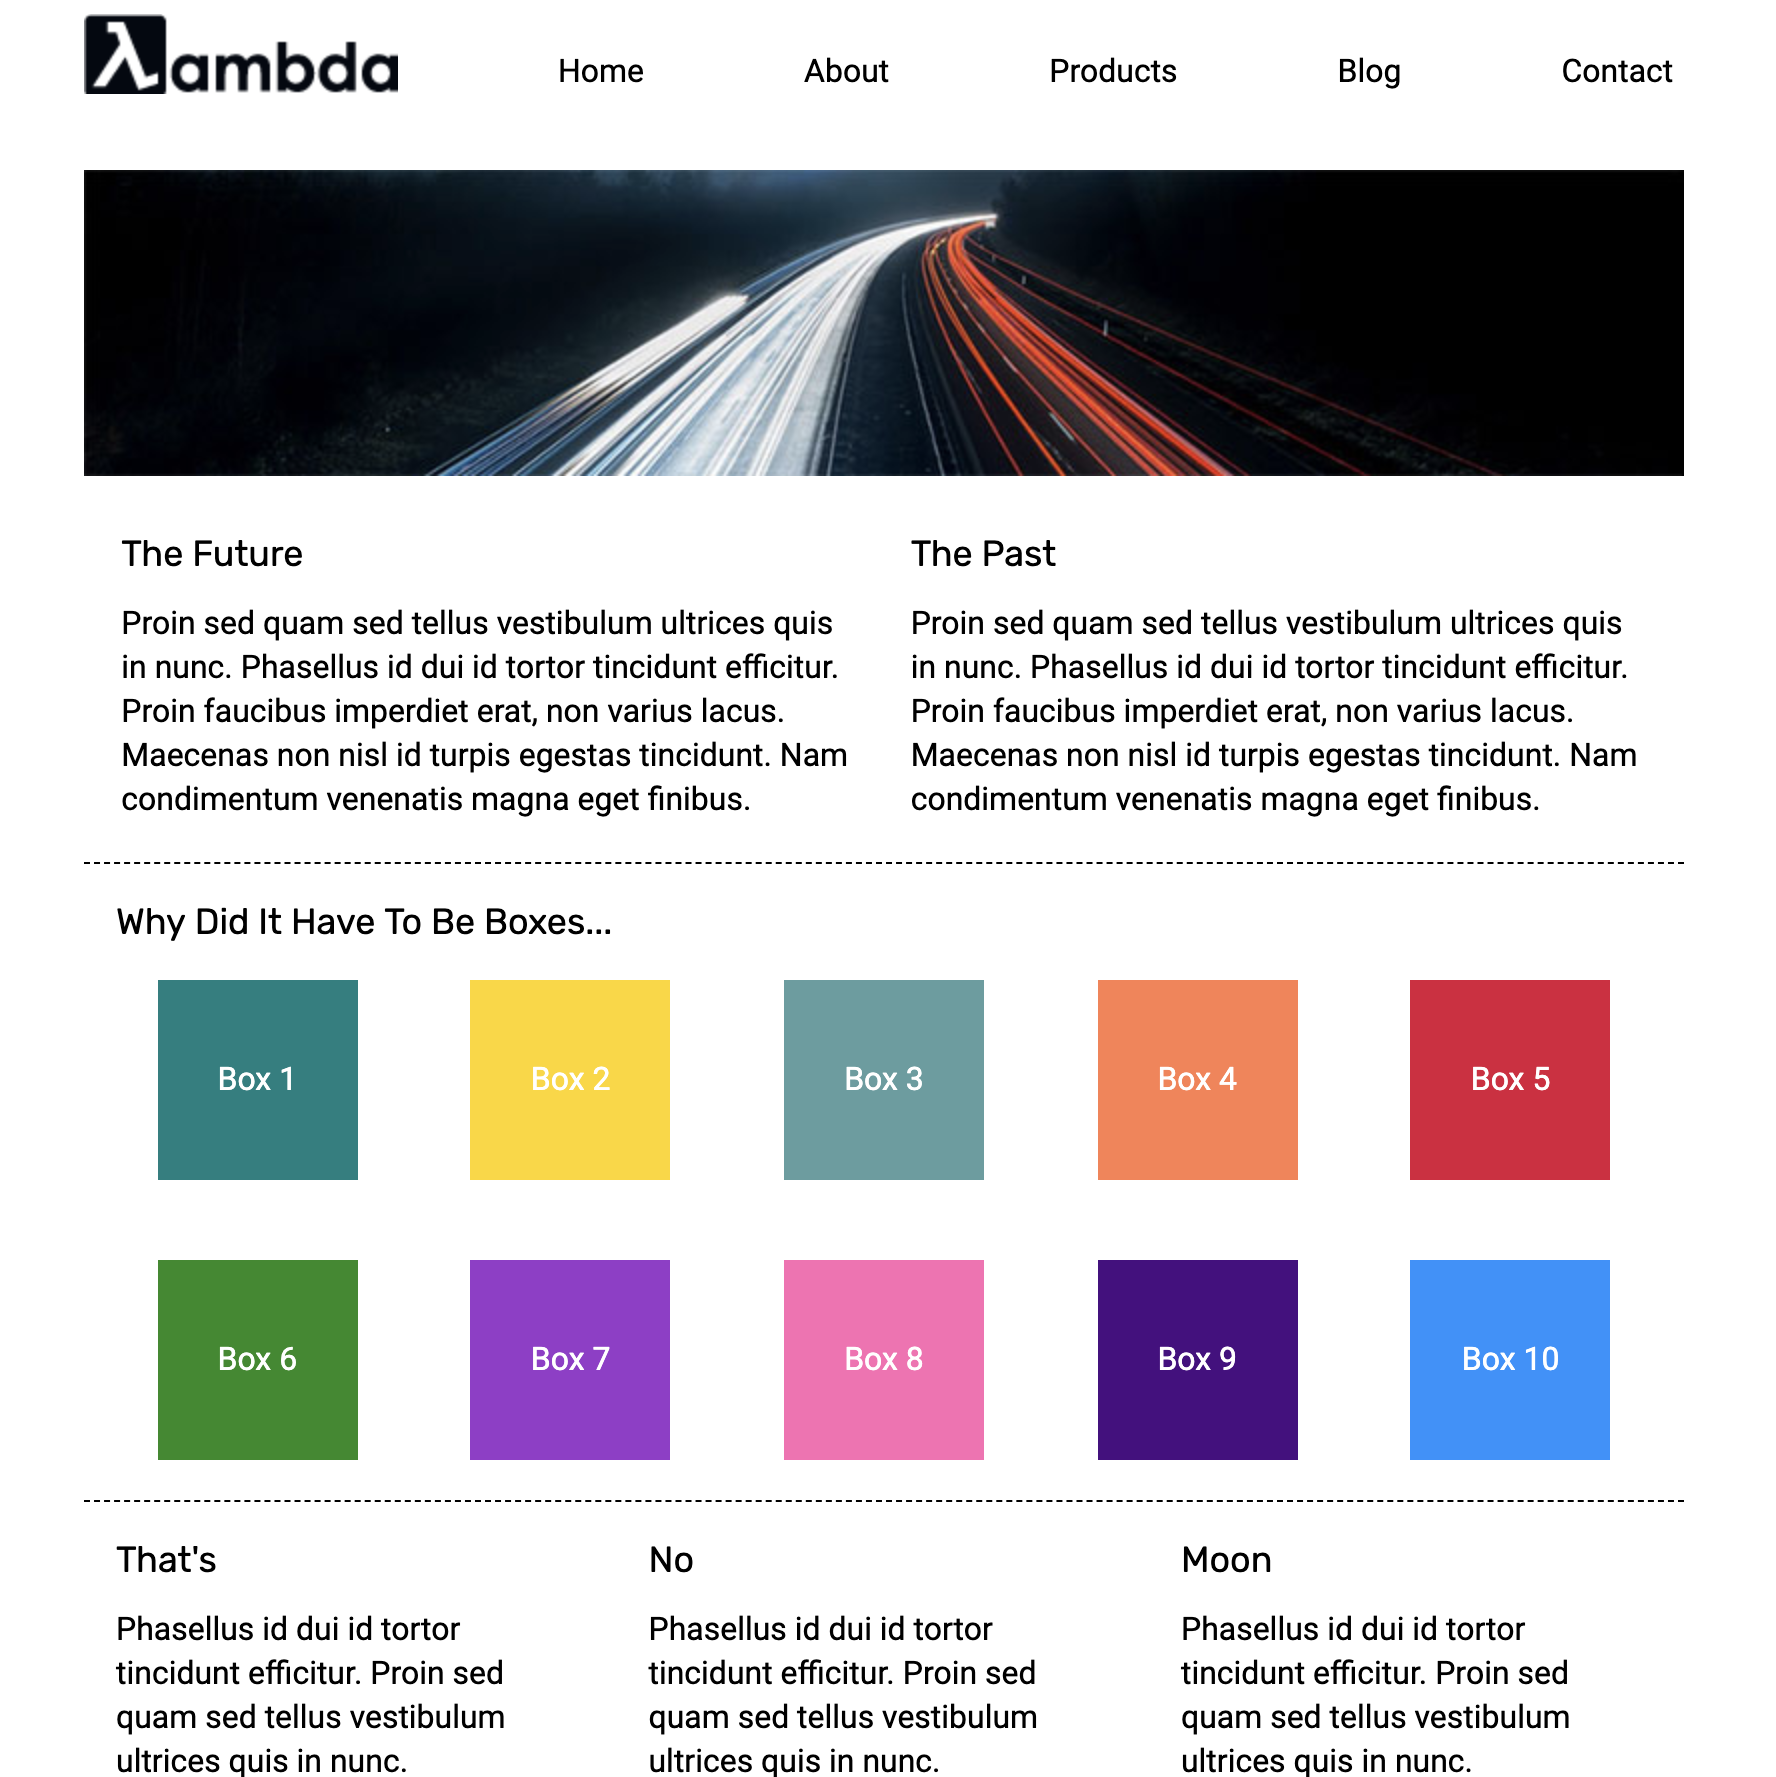 λambda
Home About Products Blog Contact
The Future
Proin sed quam sed tellus vestibulum ultrices quis
in nunc. Phasellus id dui id tortor tincidunt efficitur.
Proin faucibus imperdiet erat, non varius lacus.
Maecenas non nisl id turpis egestas tincidunt. Nam
condimentum venenatis magna eget finibus.
The Past
Proin sed quam sed tellus vestibulum ultrices quis
in nunc. Phasellus id dui id tortor tincidunt efficitur.
Proin faucibus imperdiet erat, non varius lacus.
Maecenas non nisl id turpis egestas tincidunt. Nam
condimentum venenatis magna eget finibus.
Why Did It Have To Be Boxes...
Box 1 Box 2 Box 3 Box 4 Box 5
Box 6 Box 7 Box 8 Box 9 Box 10
That's
Phasellus id dui id tortor
tincidunt efficitur. Proin sed
quam sed tellus vestibulum
ultrices quis in nunc.
No
Phasellus id dui id tortor
tincidunt efficitur. Proin sed
quam sed tellus vestibulum
ultrices quis in nunc.
Moon
Phasellus id dui id tortor
tincidunt efficitur. Proin sed
quam sed tellus vestibulum
ultrices quis in nunc.